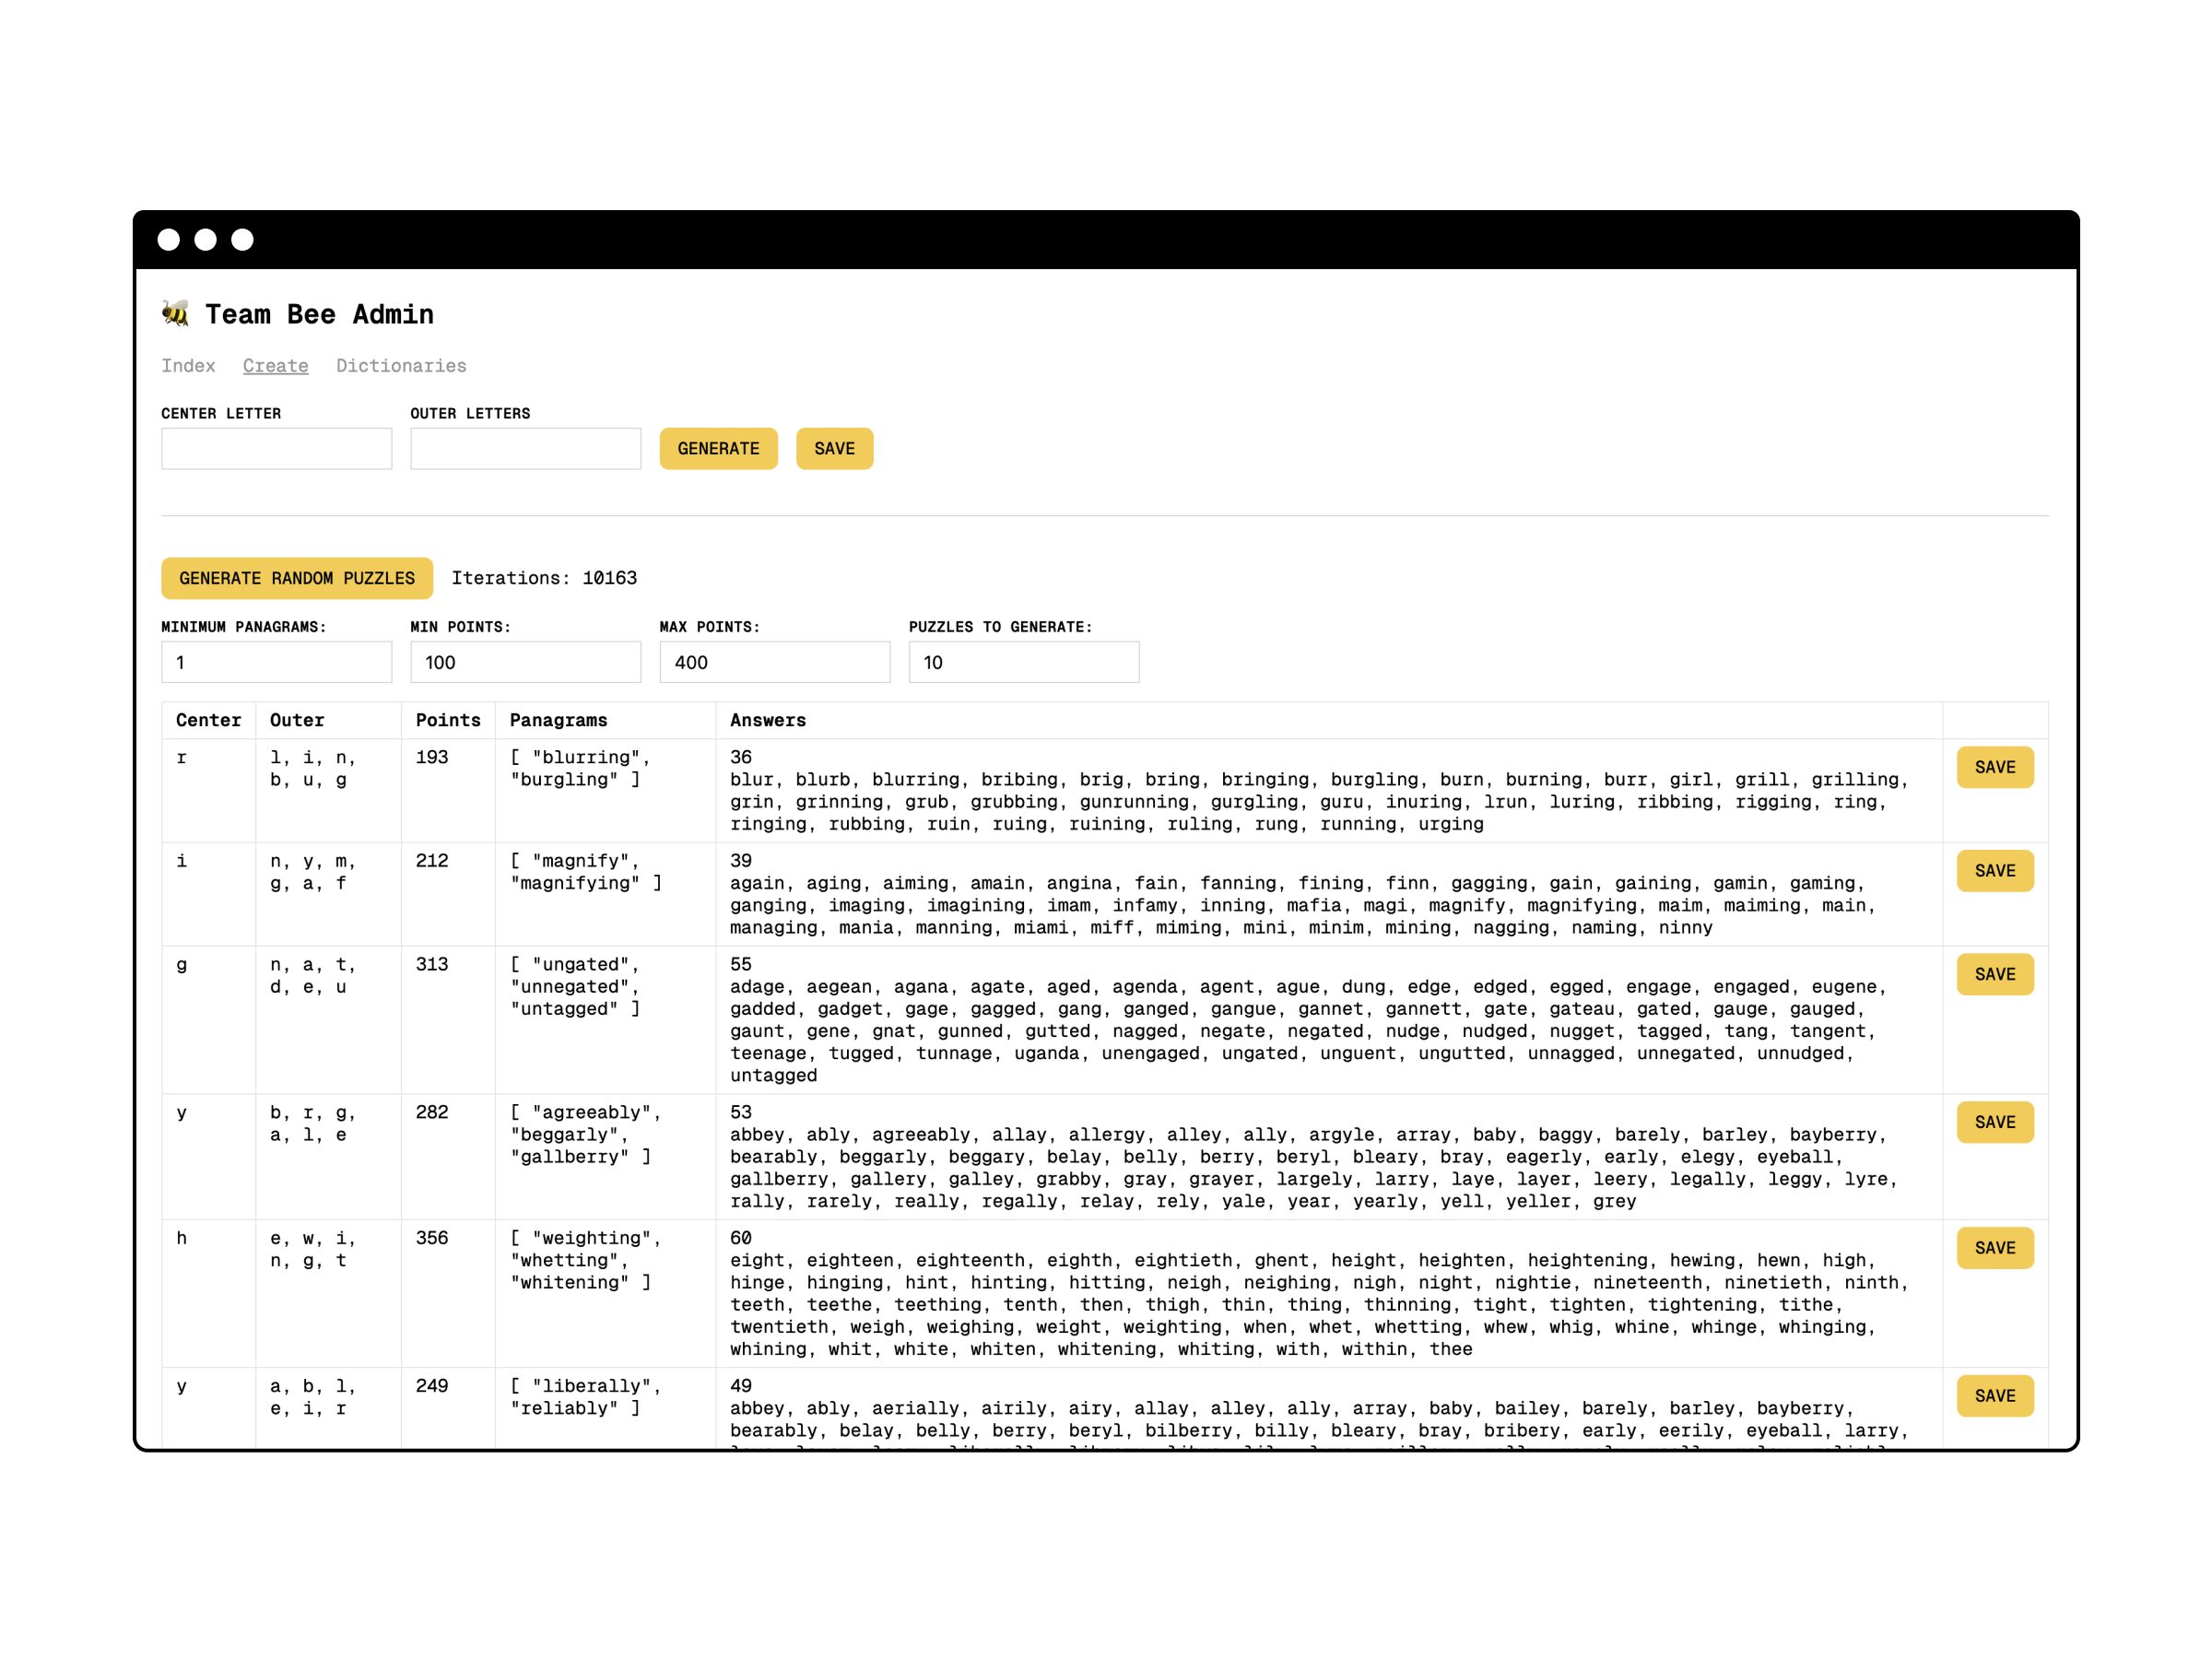 Team Bee Admin
Index Create Dictionaries
CENTER LETTER OUTER LETTERS
GENERATE SAVE
GENERATE RANDOM PUZZLES Iterations: 10163
MINIMUM PANAGRAMS: MIN POINTS: MAX POINTS: PUZZLES TO GENERATE:
1 100 400 10
Center Outer Points Panagrams Answers
r l, i, n, 193 [ "blurring", 36
b, u, g "burgling" ] blur, blurb, blurring, bribing, brig, bring, bringing, burgling, burn, burning, burr, girl, grill, grilling, SAVE
grin, grinning, grub, grubbing, gunrunning, gurgling, guru, inuring, lrun, luring, ribbing, rigging, ring,
ringing, rubbing, ruin, ruing, ruining, ruling, rung, running, urging
i n, y, m, 212 [ "magnify", 39
g, a, f "magnifying" ] again, aging, aiming, amain, angina, fain, fanning, fining, finn, gagging, gain, gaining, gamin, gaming, SAVE
ganging, imaging, imagining, imam, infamy, inning, mafia, magi, magnify, magnifying, maim, maiming, main,
managing, mania, manning, miami, miff, miming, mini, minim, mining, nagging, naming, ninny
g n, a, t, 313 [ "ungated", 55
d, e, u "unnegated", adage, aegean, agana, agate, aged, agenda, agent, ague, dung, edge, edged, egged, engage, engaged, eugene, SAVE
"untagged" ] gadded, gadget, gage, gagged, gang, ganged, gangue, gannet, gannett, gate, gateau, gated, gauge, gauged,
gaunt, gene, gnat, gunned, gutted, nagged, negate, negated, nudge, nudged, nugget, tagged, tang, tangent,
teenage, tugged, tunnage, uganda, unengaged, ungated, unguent, ungutted, unnagged, unnegated, unnudged,
untagged
y b, r, g, 282 [ "agreeably", 53
a, l, e "beggarly", abbey, ably, agreeably, allay, allergy, alley, ally, argyle, array, baby, baggy, barely, barley, bayberry, SAVE
"gallberry" ] bearably, beggarly, beggary, belay, belly, berry, beryl, bleary, bray, eagerly, early, elegy, eyeball,
gallberry, gallery, galley, grabby, gray, grayer, largely, larry, laye, layer, leery, legally, leggy, lyre,
rally, rarely, really, regally, relay, rely, yale, year, yearly, yell, yeller, grey
h e, w, i, 356 [ "weighting", 60
n, g, t "whetting", eight, eighteen, eighteenth, eighth, eightieth, ghent, height, heighten, heightening, hewing, hewn, high, SAVE
"whitening" ] hinge, hinging, hint, hinting, hitting, neigh, neighing, nigh, night, nightie, nineteenth, ninetieth, ninth,
teeth, teethe, teething, tenth, then, thigh, thin, thing, thinning, tight, tighten, tightening, tithe,
twentieth, weigh, weighing, weight, weighting, when, whet, whetting, whew, whig, whine, whinge, whinging,
whining, whit, white, whiten, whitening, whiting, with, within, thee
y a, b, l, 249 [ "liberally", 49
e, i, r "reliably" ] abbey, ably, aerially, airily, airy, allay, alley, ally, array, baby, bailey, barely, barley, bayberry, SAVE
bearably, belay, belly, berry, beryl, bilberry, billy, bleary, bray, bribery, early, eerily, eyeball, larry,